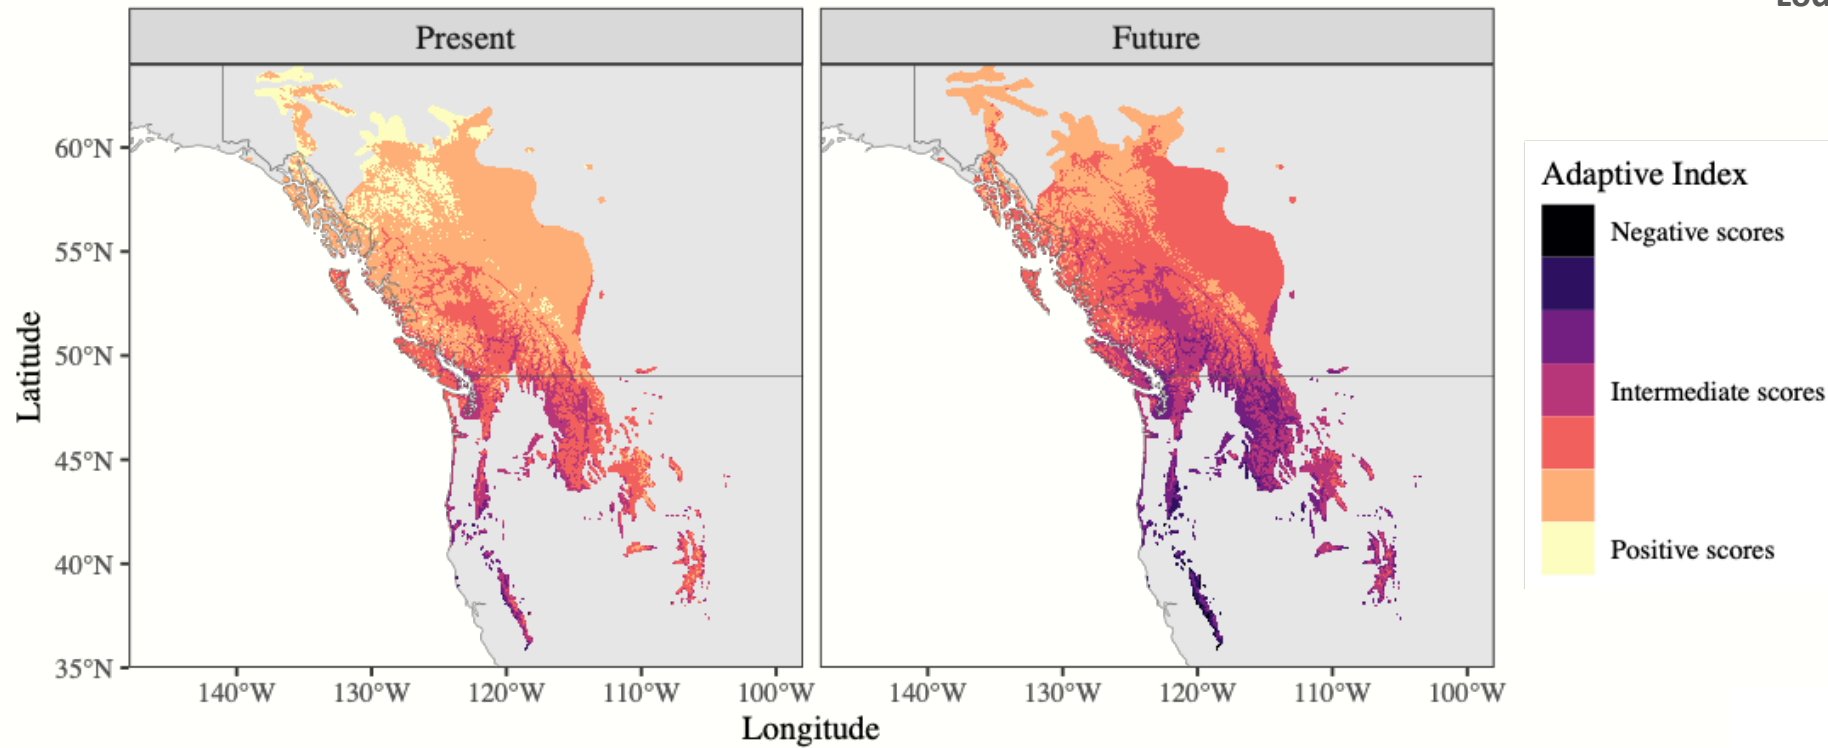 Present
Future
60°N
55°N
50°N
45°N
40°N
35°N
Latitude
140°W 130°W 120°W 110°W 100°W
140°W 130°W 120°W 110°W 100°W
Longitude
Adaptive Index
Negative scores
Intermediate scores
Positive scores